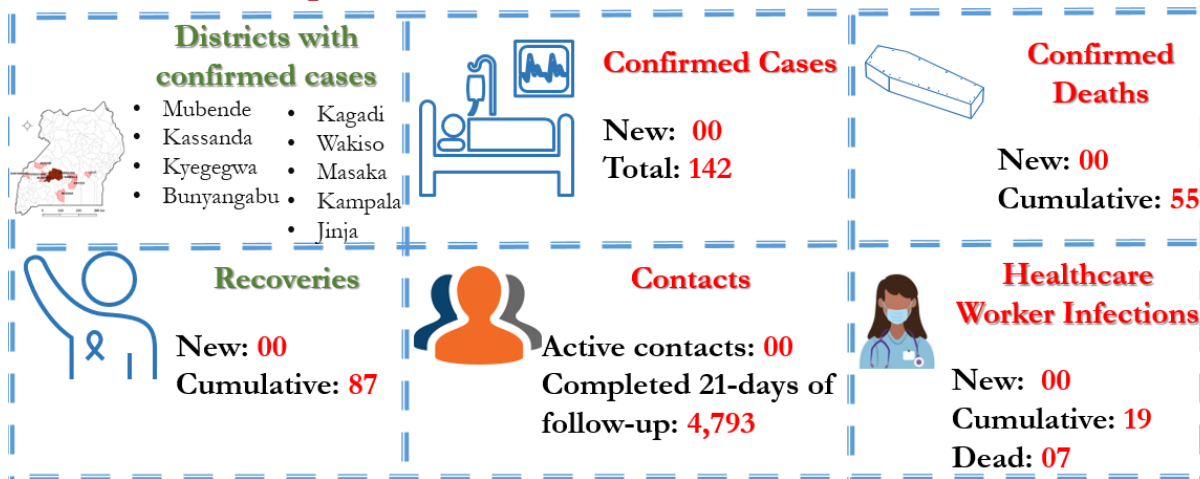 Districts with
confirmed cases
• Mubende
• Kassanda
• Kyegegwa
• Bunyangabu
• Kagadi
• Wakiso
• Masaka
• Kampala
• Jinja
Confirmed Cases
New: 00
Total: 142
Confirmed
Deaths
New: 00
Cumulative: 55
Recoveries
New: 00
Cumulative: 87
Contacts
Active contacts: 00
Completed 21-days of
follow-up: 4,793
Healthcare
Worker Infections
New: 00
Cumulative: 19
Dead: 07